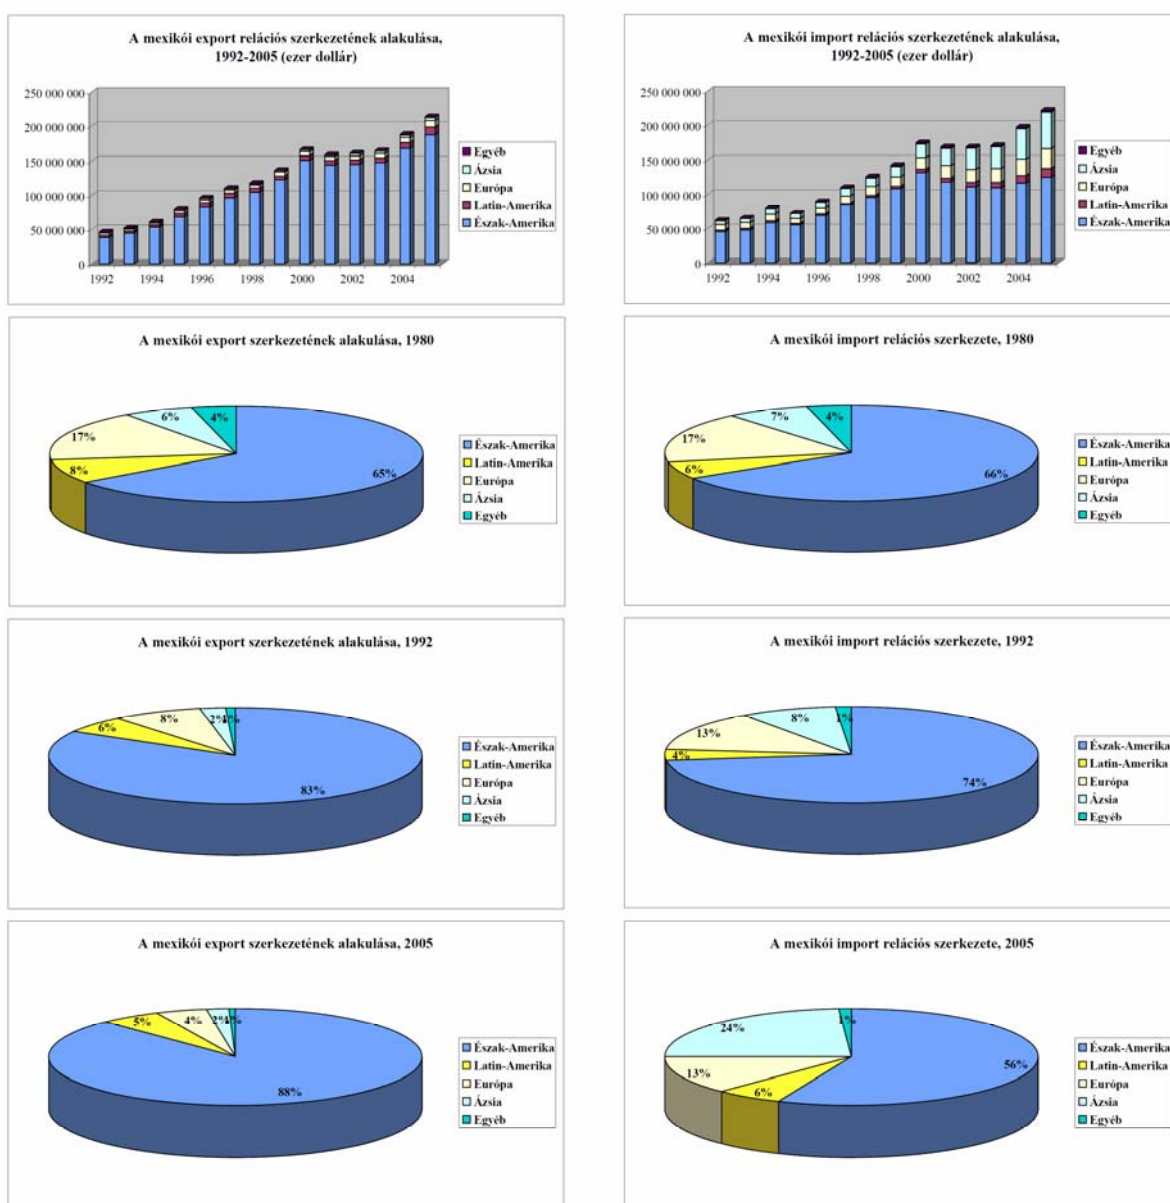 A mexikói export relációs szerkezetének alakulása,
1992-2005 (ezer dollár)
250 000 000
200 000 000
150 000 000
100 000 000
50 000 000
0
1992 1994 1996 1998 2000 2002 2004
Egyéb
Ázsia
Európa
Latin-Amerika
Észak-Amerika
A mexikói import relációs szerkezetének alakulása,
1992-2005 (ezer dollár)
250 000 000
200 000 000
150 000 000
100 000 000
50 000 000
0
1992 1994 1996 1998 2000 2002 2004
Egyéb
Ázsia
Európa
Latin-Amerika
Észak-Amerika
A mexikói export szerkezetének alakulása, 1980
6%
4%
17%
8%
65%
Észak-Amerika
Latin-Amerika
Európa
Ázsia
Egyéb
A mexikói import relációs szerkezete, 1980
7%
4%
17%
6%
66%
Észak-Amerika
Latin-Amerika
Európa
Ázsia
Egyéb
A mexikói export szerkezetének alakulása, 1992
8%
2%
1%
6%
83%
Észak-Amerika
Latin-Amerika
Európa
Ázsia
Egyéb
A mexikói import relációs szerkezete, 1992
8%
1%
13%
4%
74%
Észak-Amerika
Latin-Amerika
Európa
Ázsia
Egyéb
A mexikói export szerkezetének alakulása, 2005
5%
4%
2%
1%
88%
Észak-Amerika
Latin-Amerika
Európa
Ázsia
Egyéb
A mexikói import relációs szerkezete, 2005
24%
1%
13%
6%
56%
Észak-Amerika
Latin-Amerika
Európa
Ázsia
Egyéb